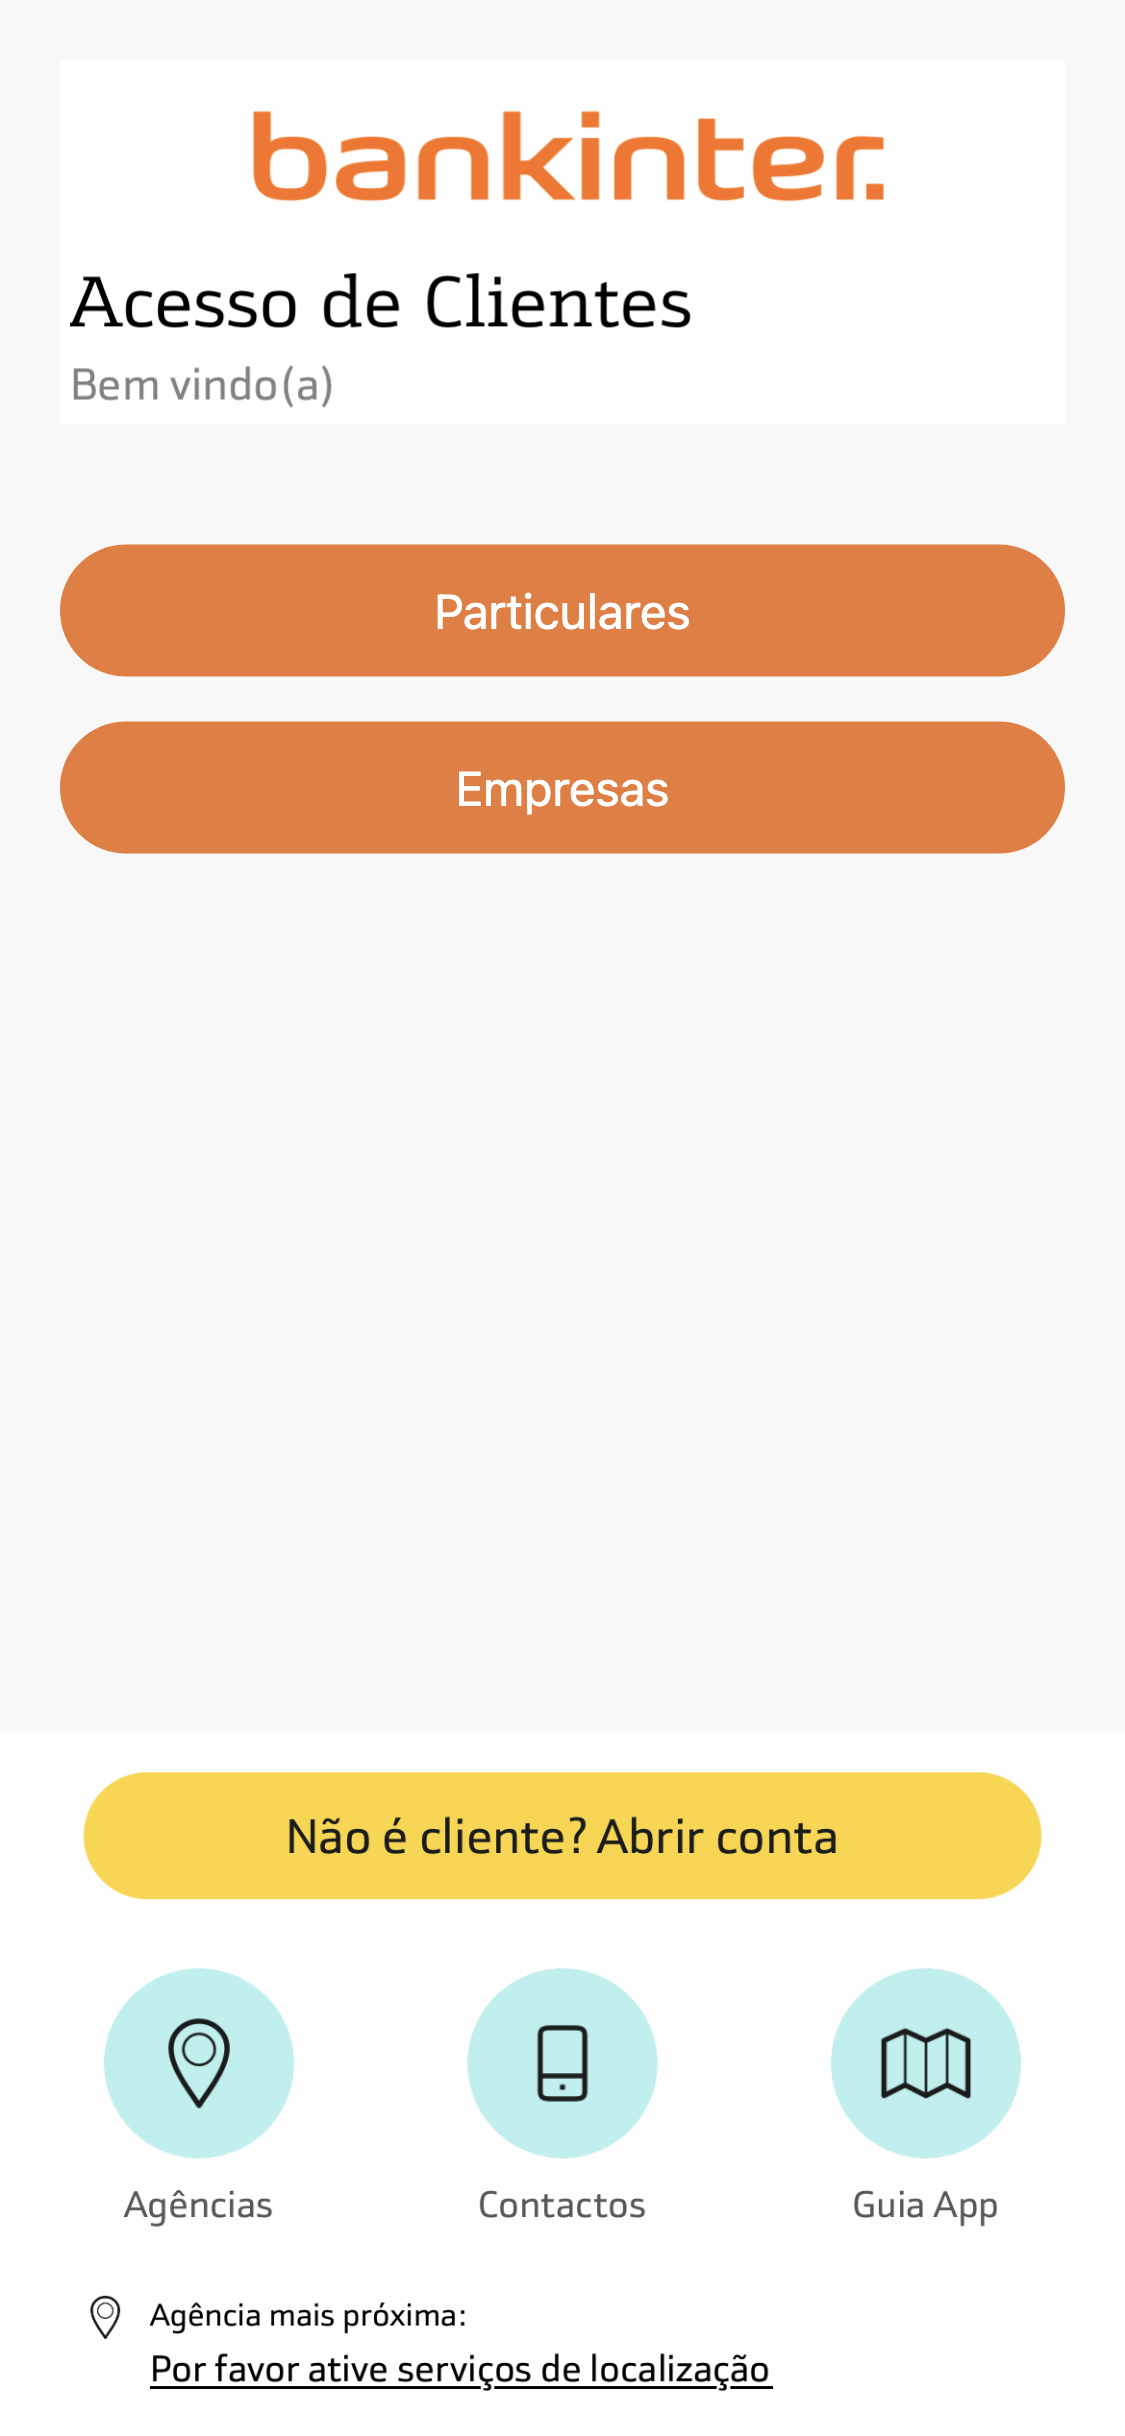 bankinter.
Acesso de Clientes
Bem vindo(a)
Particulares
Empresas
Não é cliente? Abrir conta
Agências
Contactos
Guia App
Agência mais próxima:
Por favor ative serviços de localização